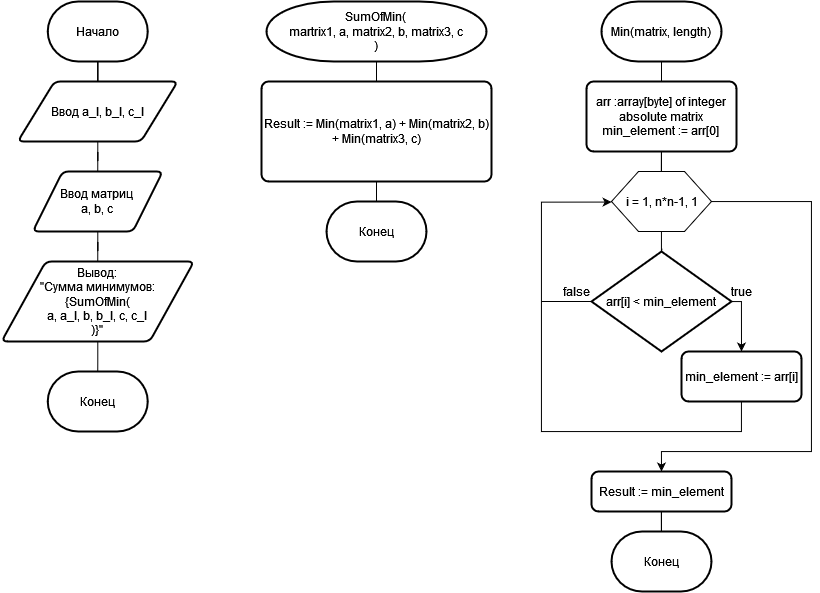 Начало
Ввод a_l, b_l, c_l
Ввод матриц
a, b, c
Вывод:
"Сумма минимумов:
{SumOfMin(
a, a_l, b, b_l, c, c_l
)}"
Конец
SumOfMin(
martrix1, a, matrix2, b, matrix3, c
)
Result := Min(matrix1, a) + Min(matrix2, b)
+ Min(matrix3, c)
Конец
Min(matrix, length)
arr :array[byte] of integer
absolute matrix
min_element := arr[0]
i = 1, n*n-1, 1
false
arr[i] < min_element
true
min_element := arr[i]
Result := min_element
Конец